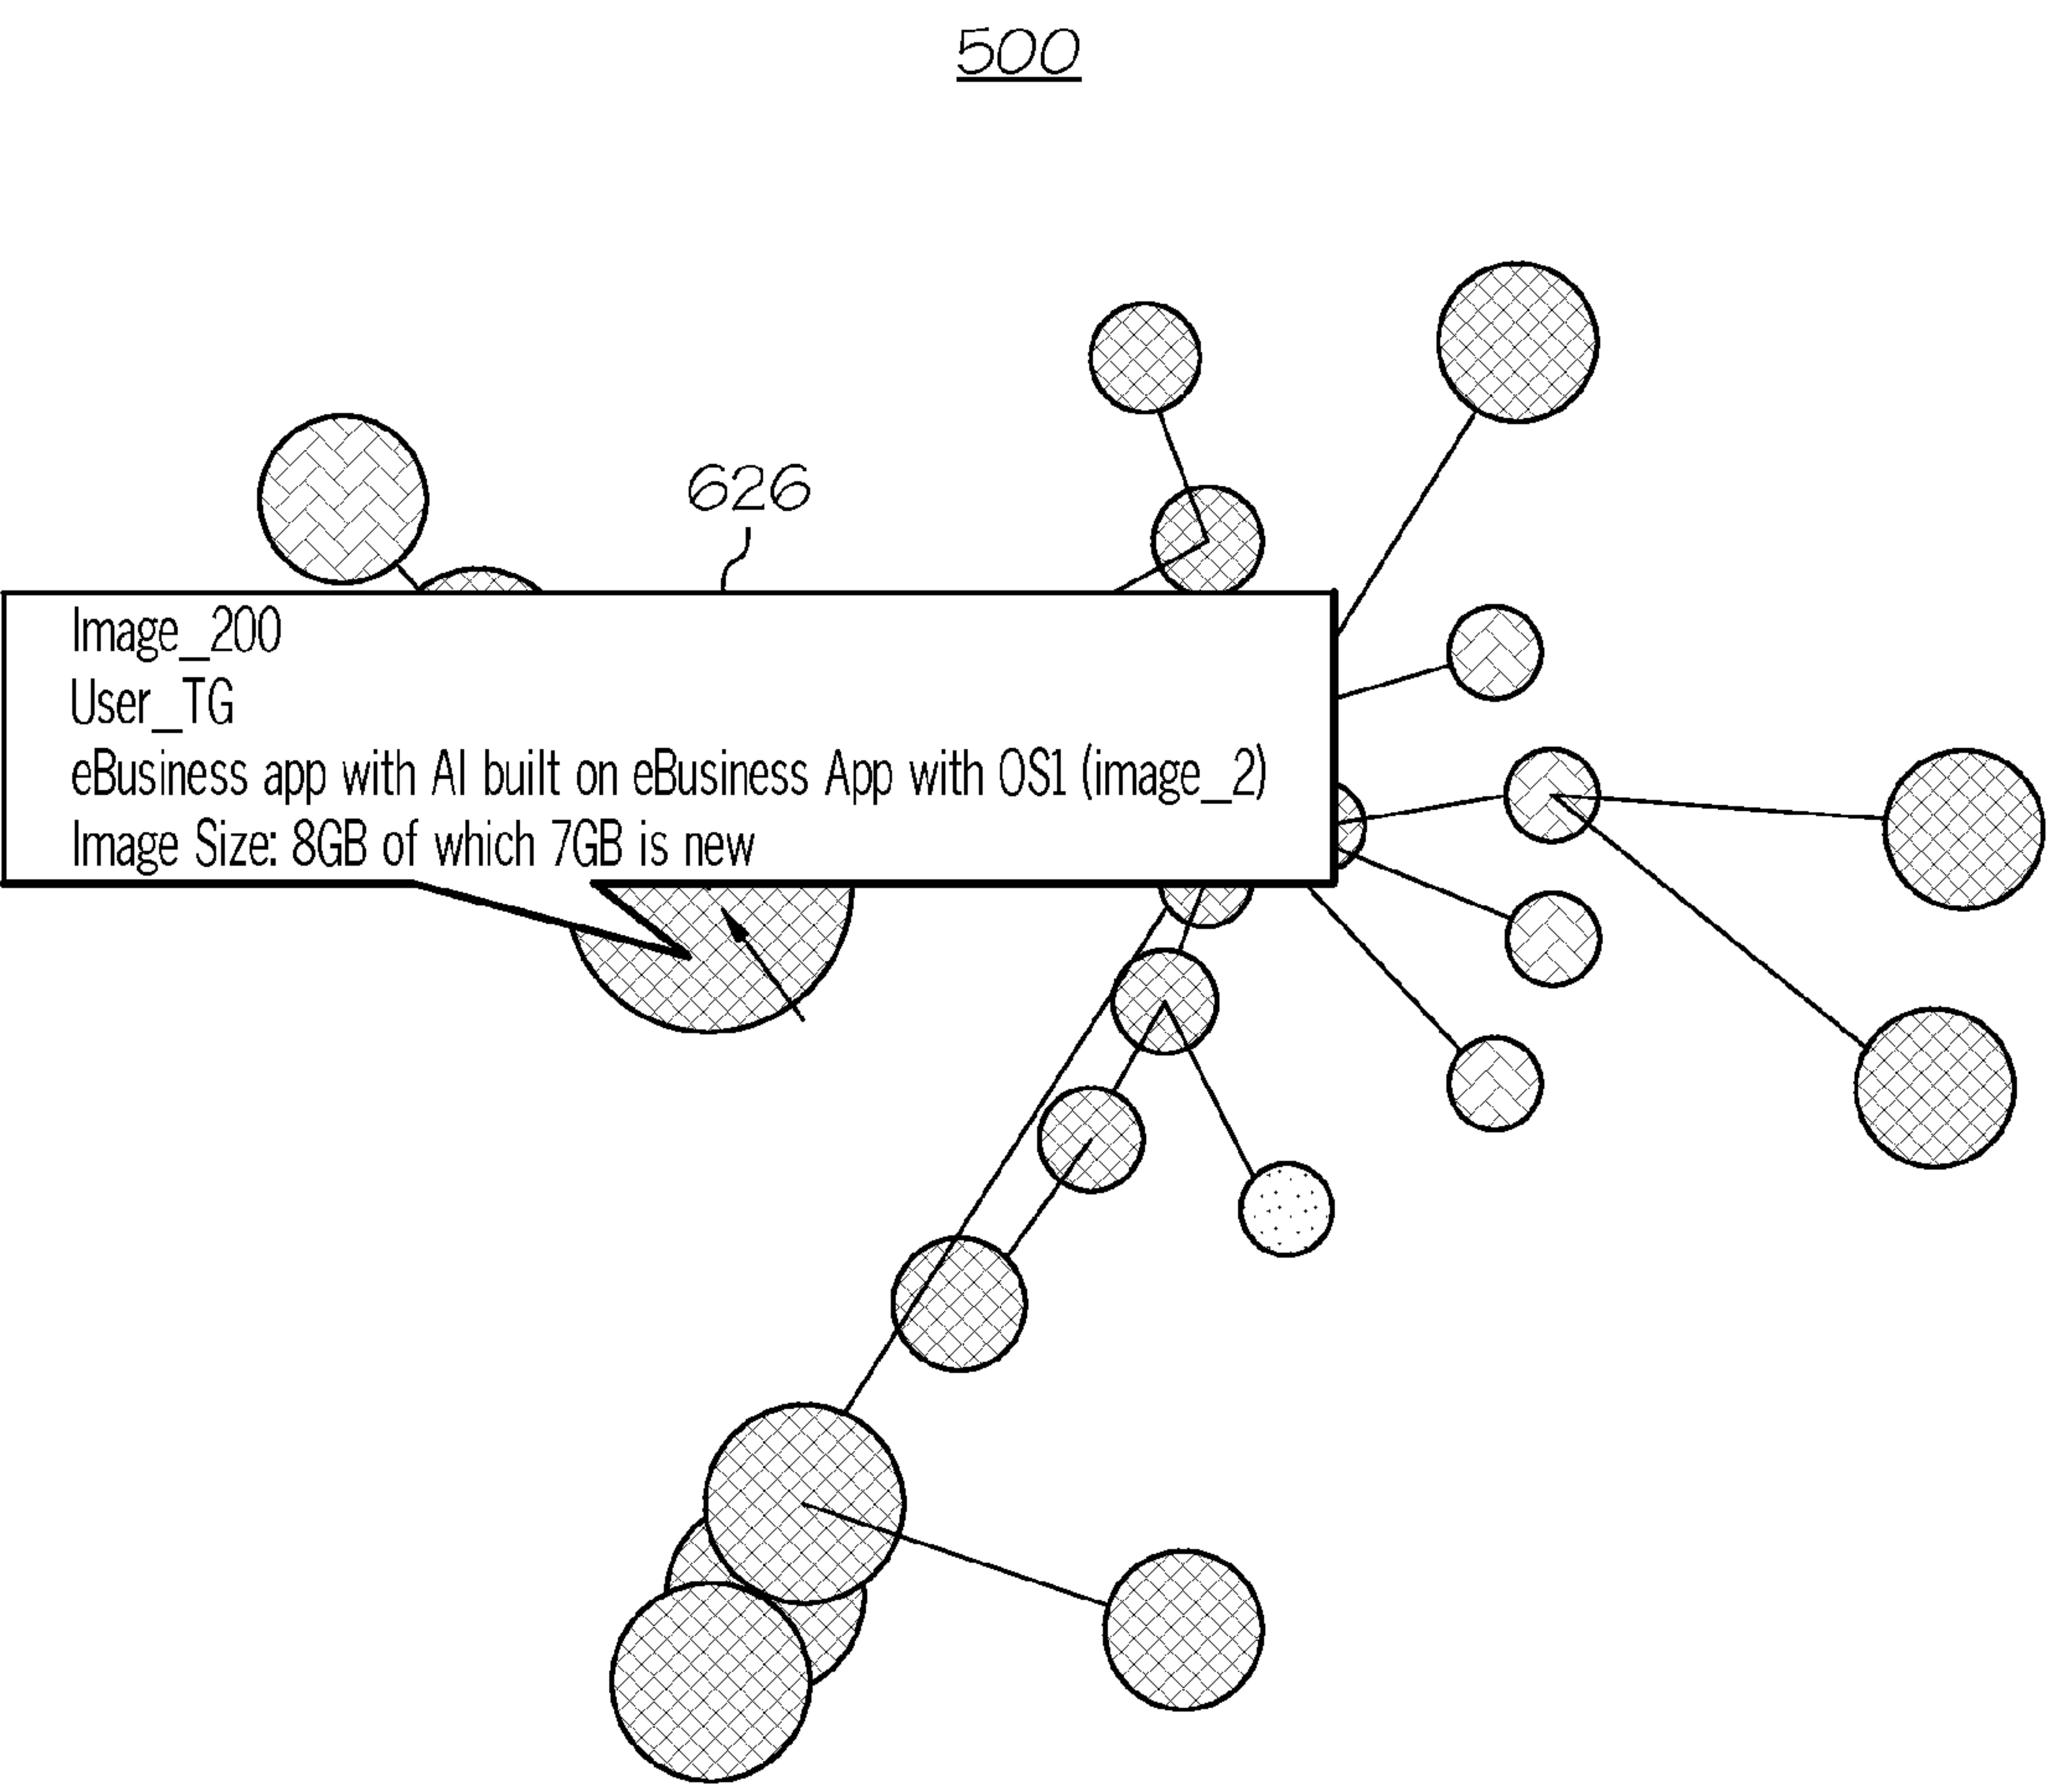 500
626
Image_200
User_TG
eBusiness app with AI built on eBusiness App with OS1 (image_2)
Image Size: 8GB of which 7GB is new